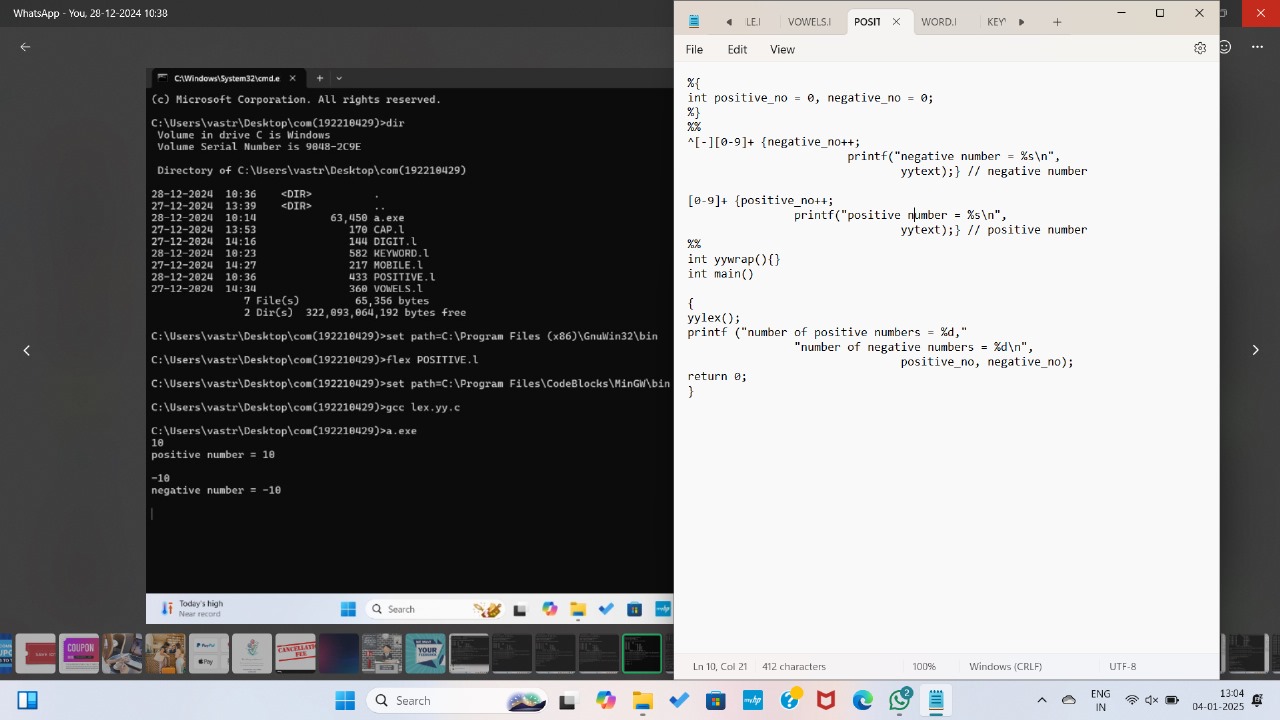 WhatsApp - You, 28-12-2024 10:38
C:\Windows\System32\cmd.e
(c) Microsoft Corporation. All rights reserved.
C:\Users\vastr\Desktop\com(192210429)>dir
Volume in drive C is Windows
Volume Serial Number is 9048-2C9E
Directory of C:\Users\vastr\Desktop\com(192210429)
28-12-2024 10:36 <DIR> .
27-12-2024 13:39 <DIR> ..
28-12-2024 10:14 63,450 a.exe
27-12-2024 13:53 170 CAP.l
27-12-2024 14:16 144 DIGIT.l
28-12-2024 10:23 582 KEYWORD.l
27-12-2024 14:27 217 MOBILE.l
28-12-2024 10:36 433 POSITIVE.l
27-12-2024 14:34 360 VOWELS.l
7 File(s) 65,356 bytes
2 Dir(s) 322,093,064,192 bytes free
C:\Users\vastr\Desktop\com(192210429)>set path=C:\Program Files (x86)\GnuWin32\bin
C:\Users\vastr\Desktop\com(192210429)>flex POSITIVE.l
C:\Users\vastr\Desktop\com(192210429)>set path=C:\Program Files\CodeBlocks\MinGW\bin
C:\Users\vastr\Desktop\com(192210429)>gcc lex.yy.c
C:\Users\vastr\Desktop\com(192210429)>a.exe
10
positive number = 10
-10
negative number = -10
Today's high
Near record
Search
LE.l VOWELS.l POSIT WORD.l KEY
File Edit View
%{
int positive_no = 0, negative_no = 0;
%}
%%
^[-][0-9]+ {negative_no++;
printf("negative number = %s\n",
yytext);} // negative number
[0-9]+ {positive_no++;
printf("positive number = %s\n",
yytext);} // positive number
%%
int yywrap(){}
int main()
{
yylex();
printf ("number of positive numbers = %d,"
"number of negative numbers = %d\n",
positive_no, negative_no);
return 0;
}
Ln 10, Col 21 412 characters 100% Windows (CRLF) UTF-8
COUPON
PayPal
Pay
CANCELLATION
FEE
YOUR
Search
2
ENG
IN
13:04
04-01-2025